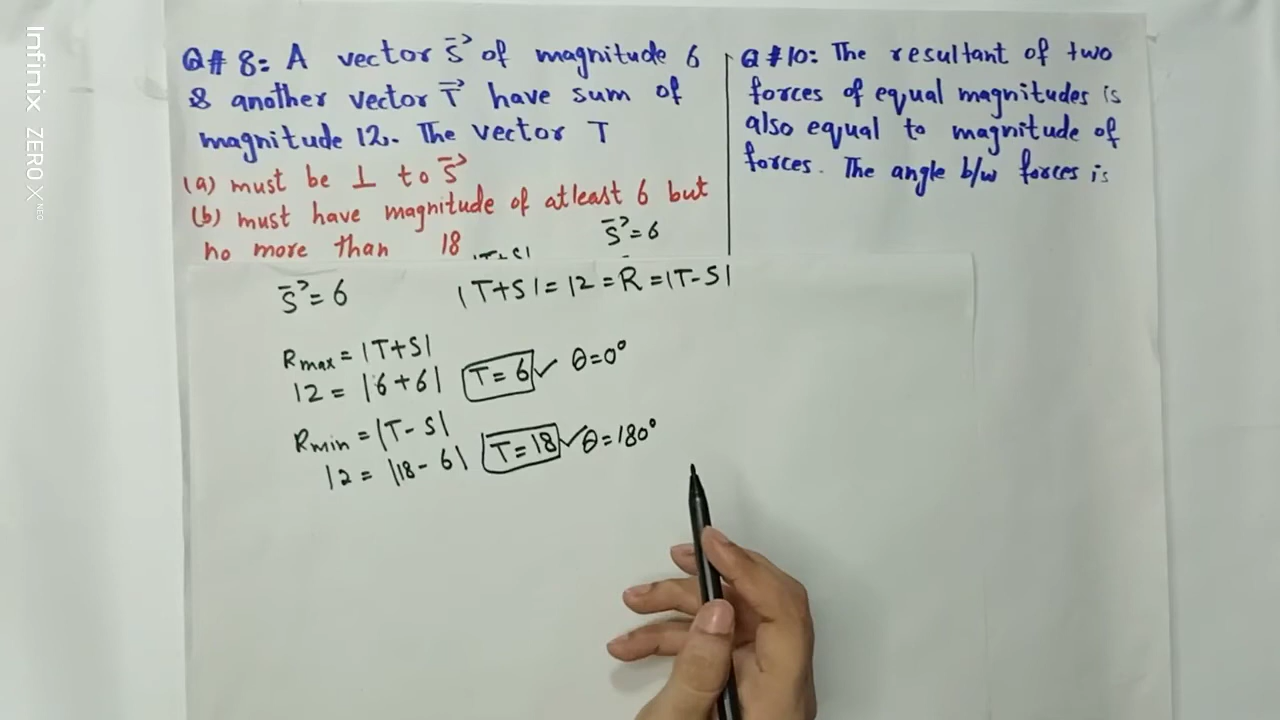 Infinix ZERO X NEO
Q# 8: A vector S⃗ of magnitude 6
& another vector T⃗ have sum of
magnitude 12. The vector T
(a) must be ⊥ to S⃗
(b) must have magnitude of atleast 6 but
no more than 18
S⃗ = 6
Q #10: The resultant of two
forces of equal magnitudes is
also equal to magnitude of
forces. The angle b/w forces is
S⃗ = 6
|T+S| = 12 = R = |T-S|
Rmax = |T+S|
12 = |6+6| T= 6 ✓ θ=0°
Rmin = |T-S|
12 = |18-6| T=18 ✓ θ=180°